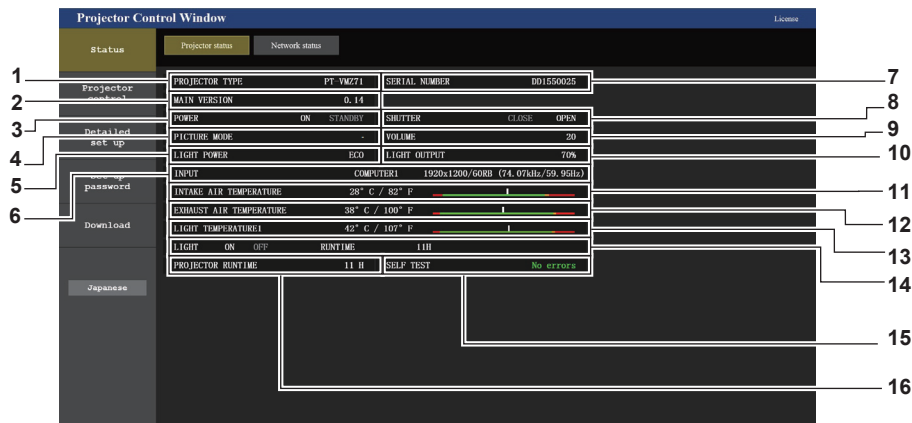 Projector Control Window License
Status
Projector status Network status
1 PROJECTOR TYPE PT-VMZ71 SERIAL NUMBER DD1550025 7
Projector
control
2 MAIN VERSION 0.14
3 POWER ON STANDBY SHUTTER CLOSE OPEN 8
Detailed
set up
4 PICTURE MODE - VOLUME 20 9
5 LIGHT POWER ECO LIGHT OUTPUT 70% 10
6 INPUT COMPUTER1 1920x1200/60RB (74.07kHz/59.95Hz)
Set up
password
INTAKE AIR TEMPERATURE 28° C / 82° F 11
EXHAUST AIR TEMPERATURE 38° C / 100° F 12
Download
LIGHT TEMPERATURE1 42° C / 107° F 13
LIGHT ON OFF RUNTIME 11H 14
PROJECTOR RUNTIME 11 H SELF TEST No errors 15
Japanese
16